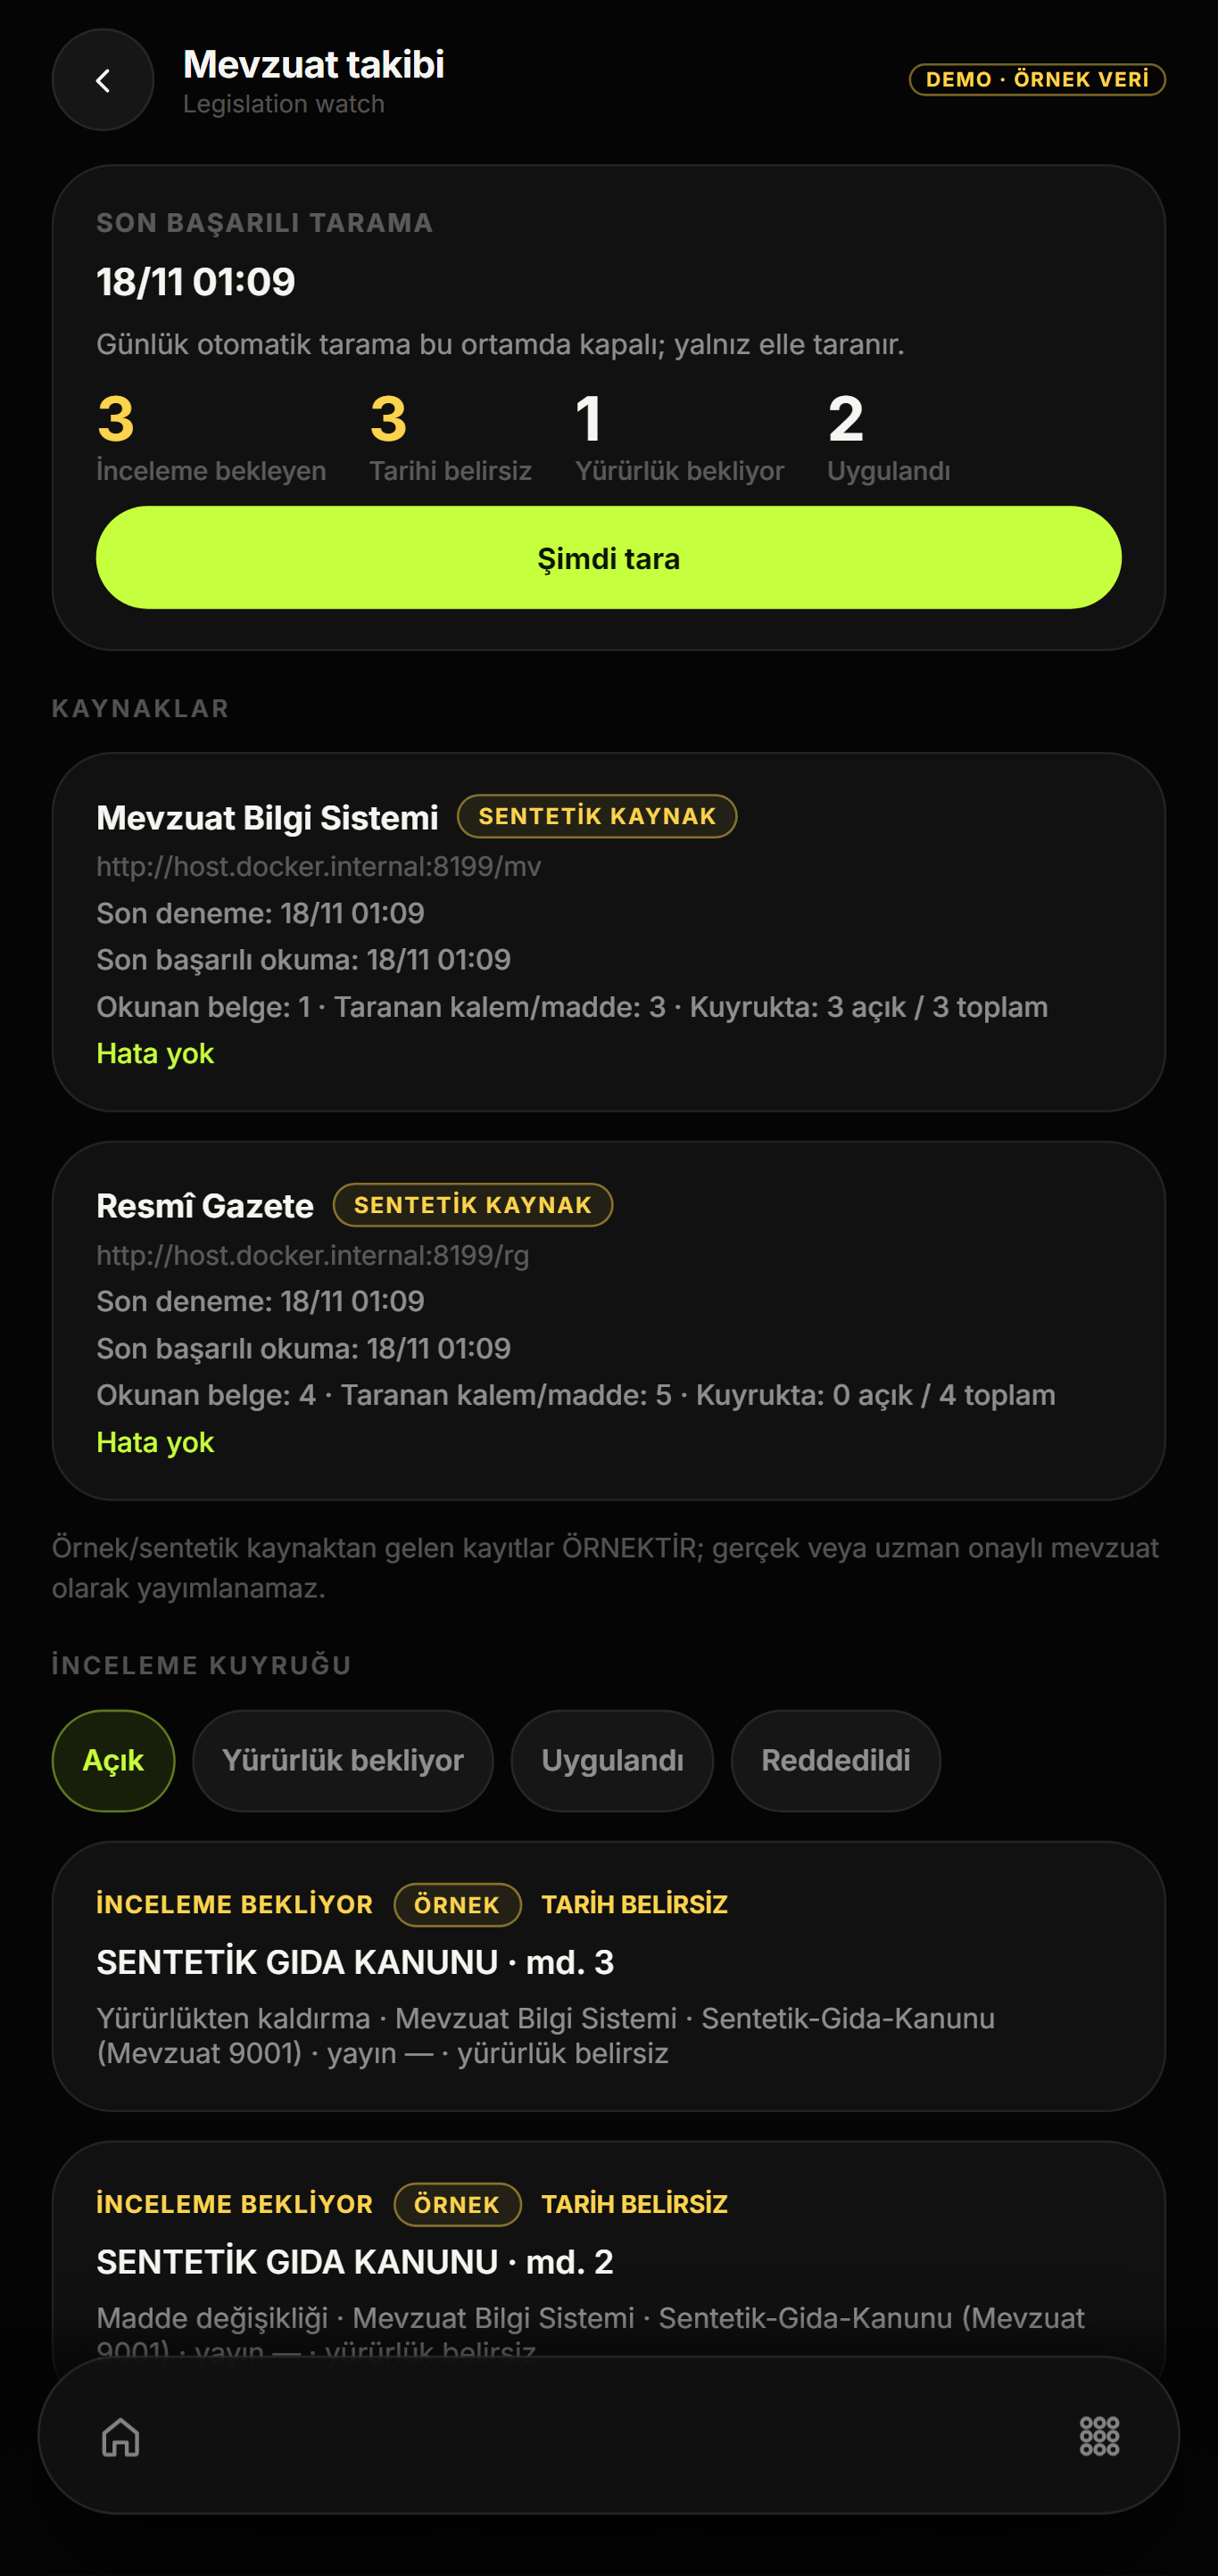 Mevzuat takibi
Legislation watch
DEMO · ÖRNEK VERİ
SON BAŞARILI TARAMA
18/11 01:09
Günlük otomatik tarama bu ortamda kapalı; yalnız elle taranır.
3 3 1 2
İnceleme bekleyen Tarihi belirsiz Yürürlük bekliyor Uygulandı
Şimdi tara
KAYNAKLAR
Mevzuat Bilgi Sistemi SENTETİK KAYNAK
http://host.docker.internal:8199/mv
Son deneme: 18/11 01:09
Son başarılı okuma: 18/11 01:09
Okunan belge: 1 · Taranan kalem/madde: 3 · Kuyrukta: 3 açık / 3 toplam
Hata yok
Resmî Gazete SENTETİK KAYNAK
http://host.docker.internal:8199/rg
Son deneme: 18/11 01:09
Son başarılı okuma: 18/11 01:09
Okunan belge: 4 · Taranan kalem/madde: 5 · Kuyrukta: 0 açık / 4 toplam
Hata yok
Örnek/sentetik kaynaktan gelen kayıtlar ÖRNEKTİR; gerçek veya uzman onaylı mevzuat
olarak yayımlanamaz.
İNCELEME KUYRUĞU
Açık Yürürlük bekliyor Uygulandı Reddedildi
İNCELEME BEKLİYOR ÖRNEK TARİH BELİRSİZ
SENTETİK GIDA KANUNU · md. 3
Yürürlükten kaldırma · Mevzuat Bilgi Sistemi · Sentetik-Gida-Kanunu
(Mevzuat 9001) · yayın — · yürürlük belirsiz
İNCELEME BEKLİYOR ÖRNEK TARİH BELİRSİZ
SENTETİK GIDA KANUNU · md. 2
Madde değişikliği · Mevzuat Bilgi Sistemi · Sentetik-Gida-Kanunu (Mevzuat
9001) · yayın — · yürürlük belirsiz